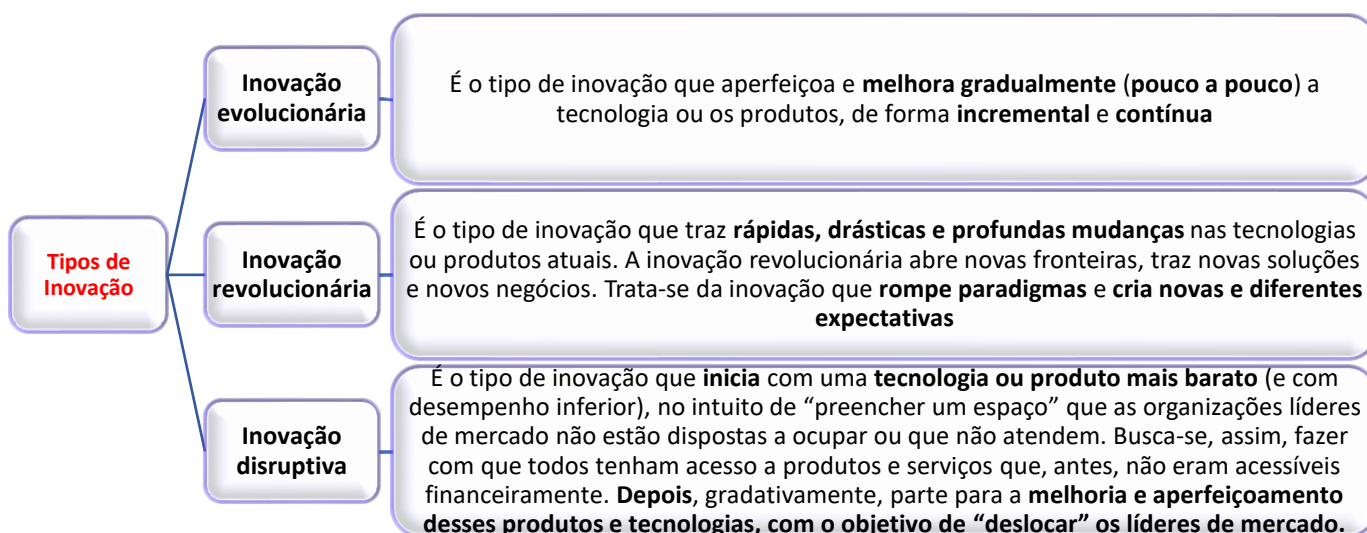 Tipos de
Inovação
Inovação
evolucionária
É o tipo de inovação que aperfeiçoa e melhora gradualmente (pouco a pouco) a
tecnologia ou os produtos, de forma incremental e contínua
Inovação
revolucionária
É o tipo de inovação que traz rápidas, drásticas e profundas mudanças nas tecnologias
ou produtos atuais. A inovação revolucionária abre novas fronteiras, traz novas soluções
e novos negócios. Trata-se da inovação que rompe paradigmas e cria novas e diferentes
expectativas
Inovação
disruptiva
É o tipo de inovação que inicia com uma tecnologia ou produto mais barato (e com
desempenho inferior), no intuito de “preencher um espaço” que as organizações líderes
de mercado não estão dispostas a ocupar ou que não atendem. Busca-se, assim, fazer
com que todos tenham acesso a produtos e serviços que, antes, não eram acessíveis
financeiramente. Depois, gradativamente, parte para a melhoria e aperfeiçoamento
desses produtos e tecnologias, com o objetivo de “deslocar” os líderes de mercado.